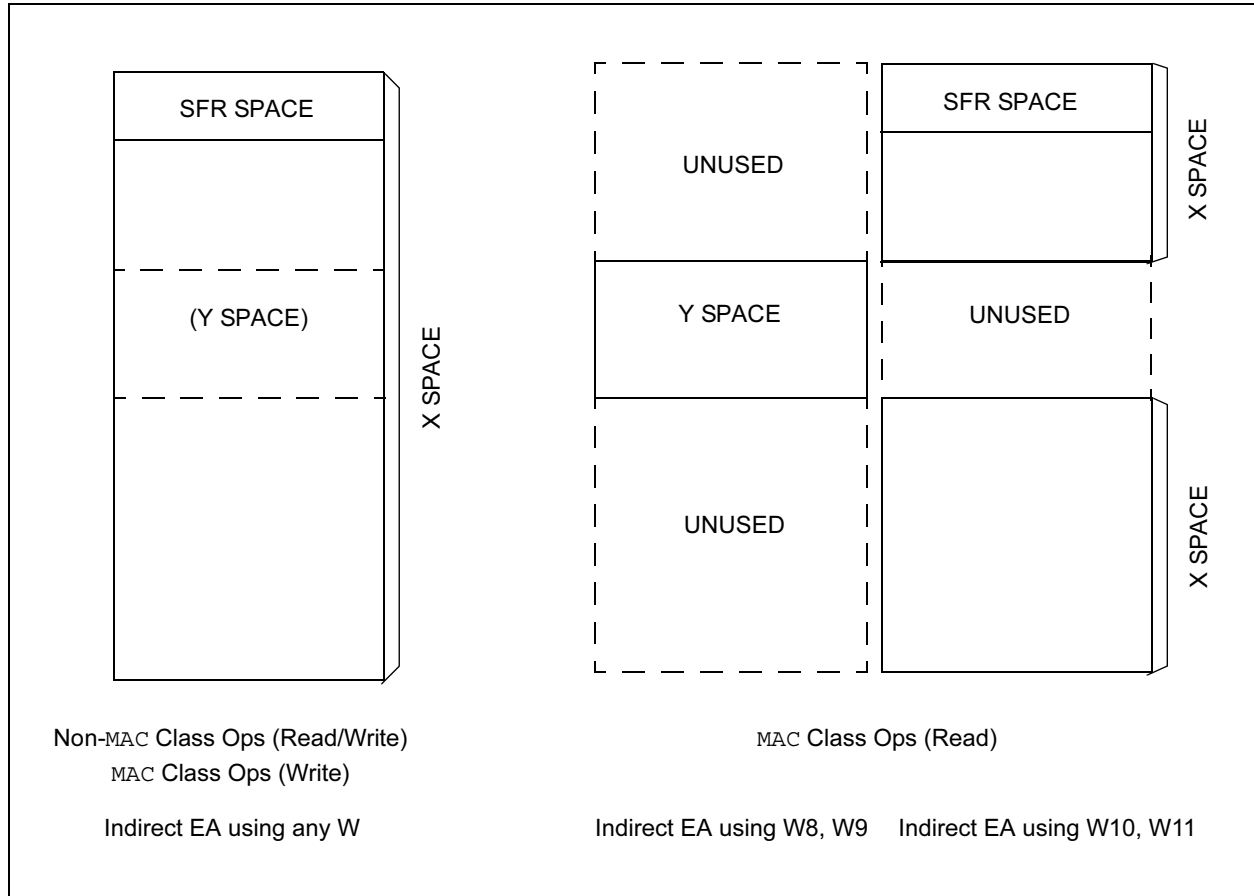 SFR SPACE
(Y SPACE)
X SPACE
UNUSED
Y SPACE
UNUSED
SFR SPACE
UNUSED
X SPACE
X SPACE
Non-MAC Class Ops (Read/Write)
MAC Class Ops (Write)
Indirect EA using any W
MAC Class Ops (Read)
Indirect EA using W8, W9
Indirect EA using W10, W11